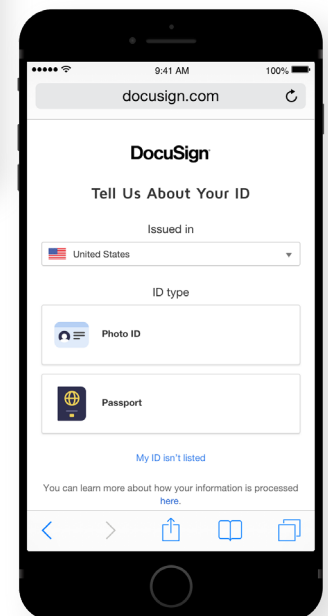 9:41 AM
100%
docusign.com
DocuSign
Tell Us About Your ID
Issued in
United States
ID type
Photo ID
Passport
My ID isn't listed
You can learn more about how your information is processed
here.